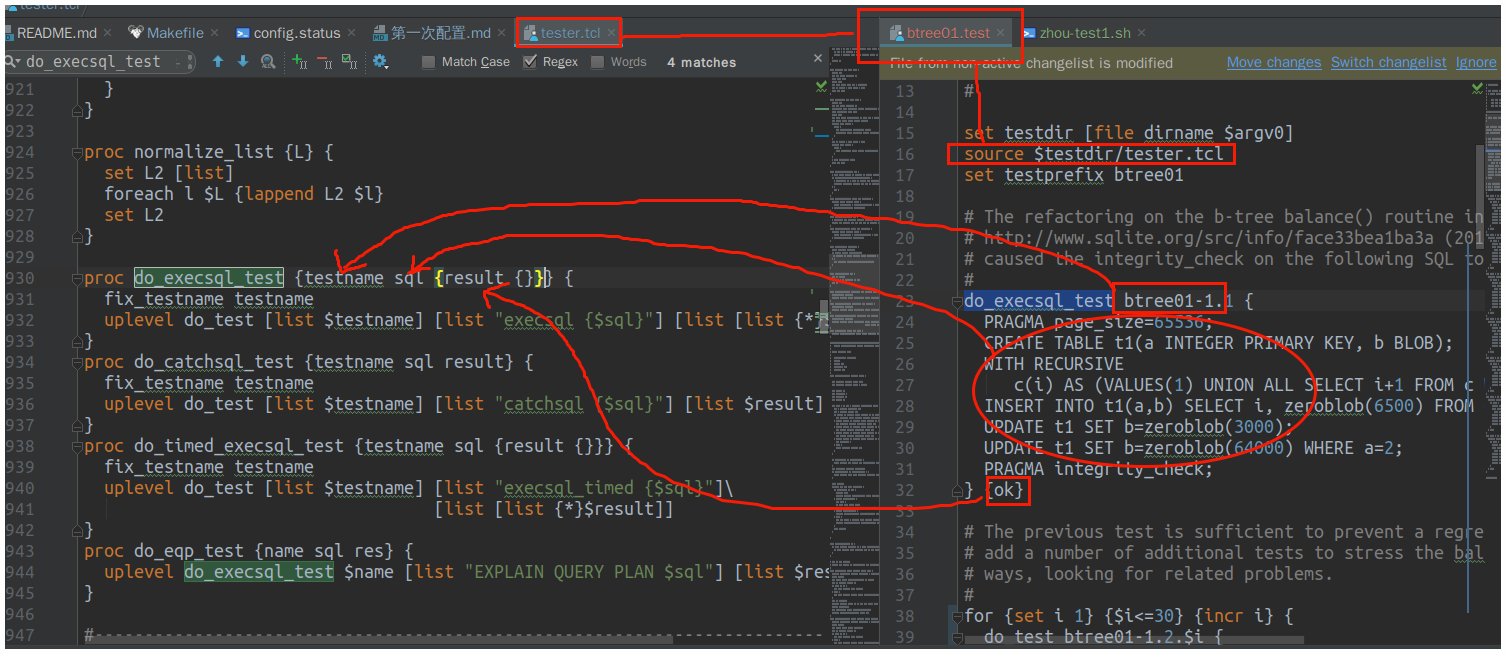 tester.tcl
README.md
Makefile
config.status
第一次配置.md
tester.tcl
btree01.test
zhou-test1.sh
do_execsql_test
Match Case
Regex
Words
4 matches
File from non-active changelist is modified
Move changes
Switch changelist
Ignore
921 }
922 }
923
924 proc normalize_list {L} {
925 set L2 [list]
926 foreach l $L {lappend L2 $l}
927 set L2
928 }
929
930 proc do_execsql_test {testname sql {result {}}} {
931 fix_testname testname
932 uplevel do_test [list $testname] [list "execsql {$sql}"] [list [list {*}$
933 }
934 proc do_catchsql_test {testname sql result} {
935 fix_testname testname
936 uplevel do_test [list $testname] [list "catchsql {$sql}"] [list $result]
937 }
938 proc do_timed_execsql_test {testname sql {result {}}} {
939 fix_testname testname
940 uplevel do_test [list $testname] [list "execsql_timed {$sql}"]\
941 [list [list {*}$result]]
942 }
943 proc do_eqp_test {name sql res} {
944 uplevel do_execsql_test $name [list "EXPLAIN QUERY PLAN $sql"] [list $res
945 }
946
947 #-----------------------------------------------------------------------
13 #
14
15 set testdir [file dirname $argv0]
16 source $testdir/tester.tcl
17 set testprefix btree01
18
19 # The refactoring on the b-tree balance() routine in
20 # http://www.sqlite.org/src/info/face33bea1ba3a (201
21 # caused the integrity_check on the following SQL to
22 #
23 do_execsql_test btree01-1.1 {
24 PRAGMA page_size=65536;
25 CREATE TABLE t1(a INTEGER PRIMARY KEY, b BLOB);
26 WITH RECURSIVE
27 c(i) AS (VALUES(1) UNION ALL SELECT i+1 FROM c
28 INSERT INTO t1(a,b) SELECT i, zeroblob(6500) FROM
29 UPDATE t1 SET b=zeroblob(3000);
30 UPDATE t1 SET b=zeroblob(64000) WHERE a=2;
31 PRAGMA integrity_check;
32 } {ok}
33
34 # The previous test is sufficient to prevent a regre
35 # add a number of additional tests to stress the bal
36 # ways, looking for related problems.
37 #
38 for {set i 1} {$i<=30} {incr i} {
39 do_test btree01-1.2.$i {